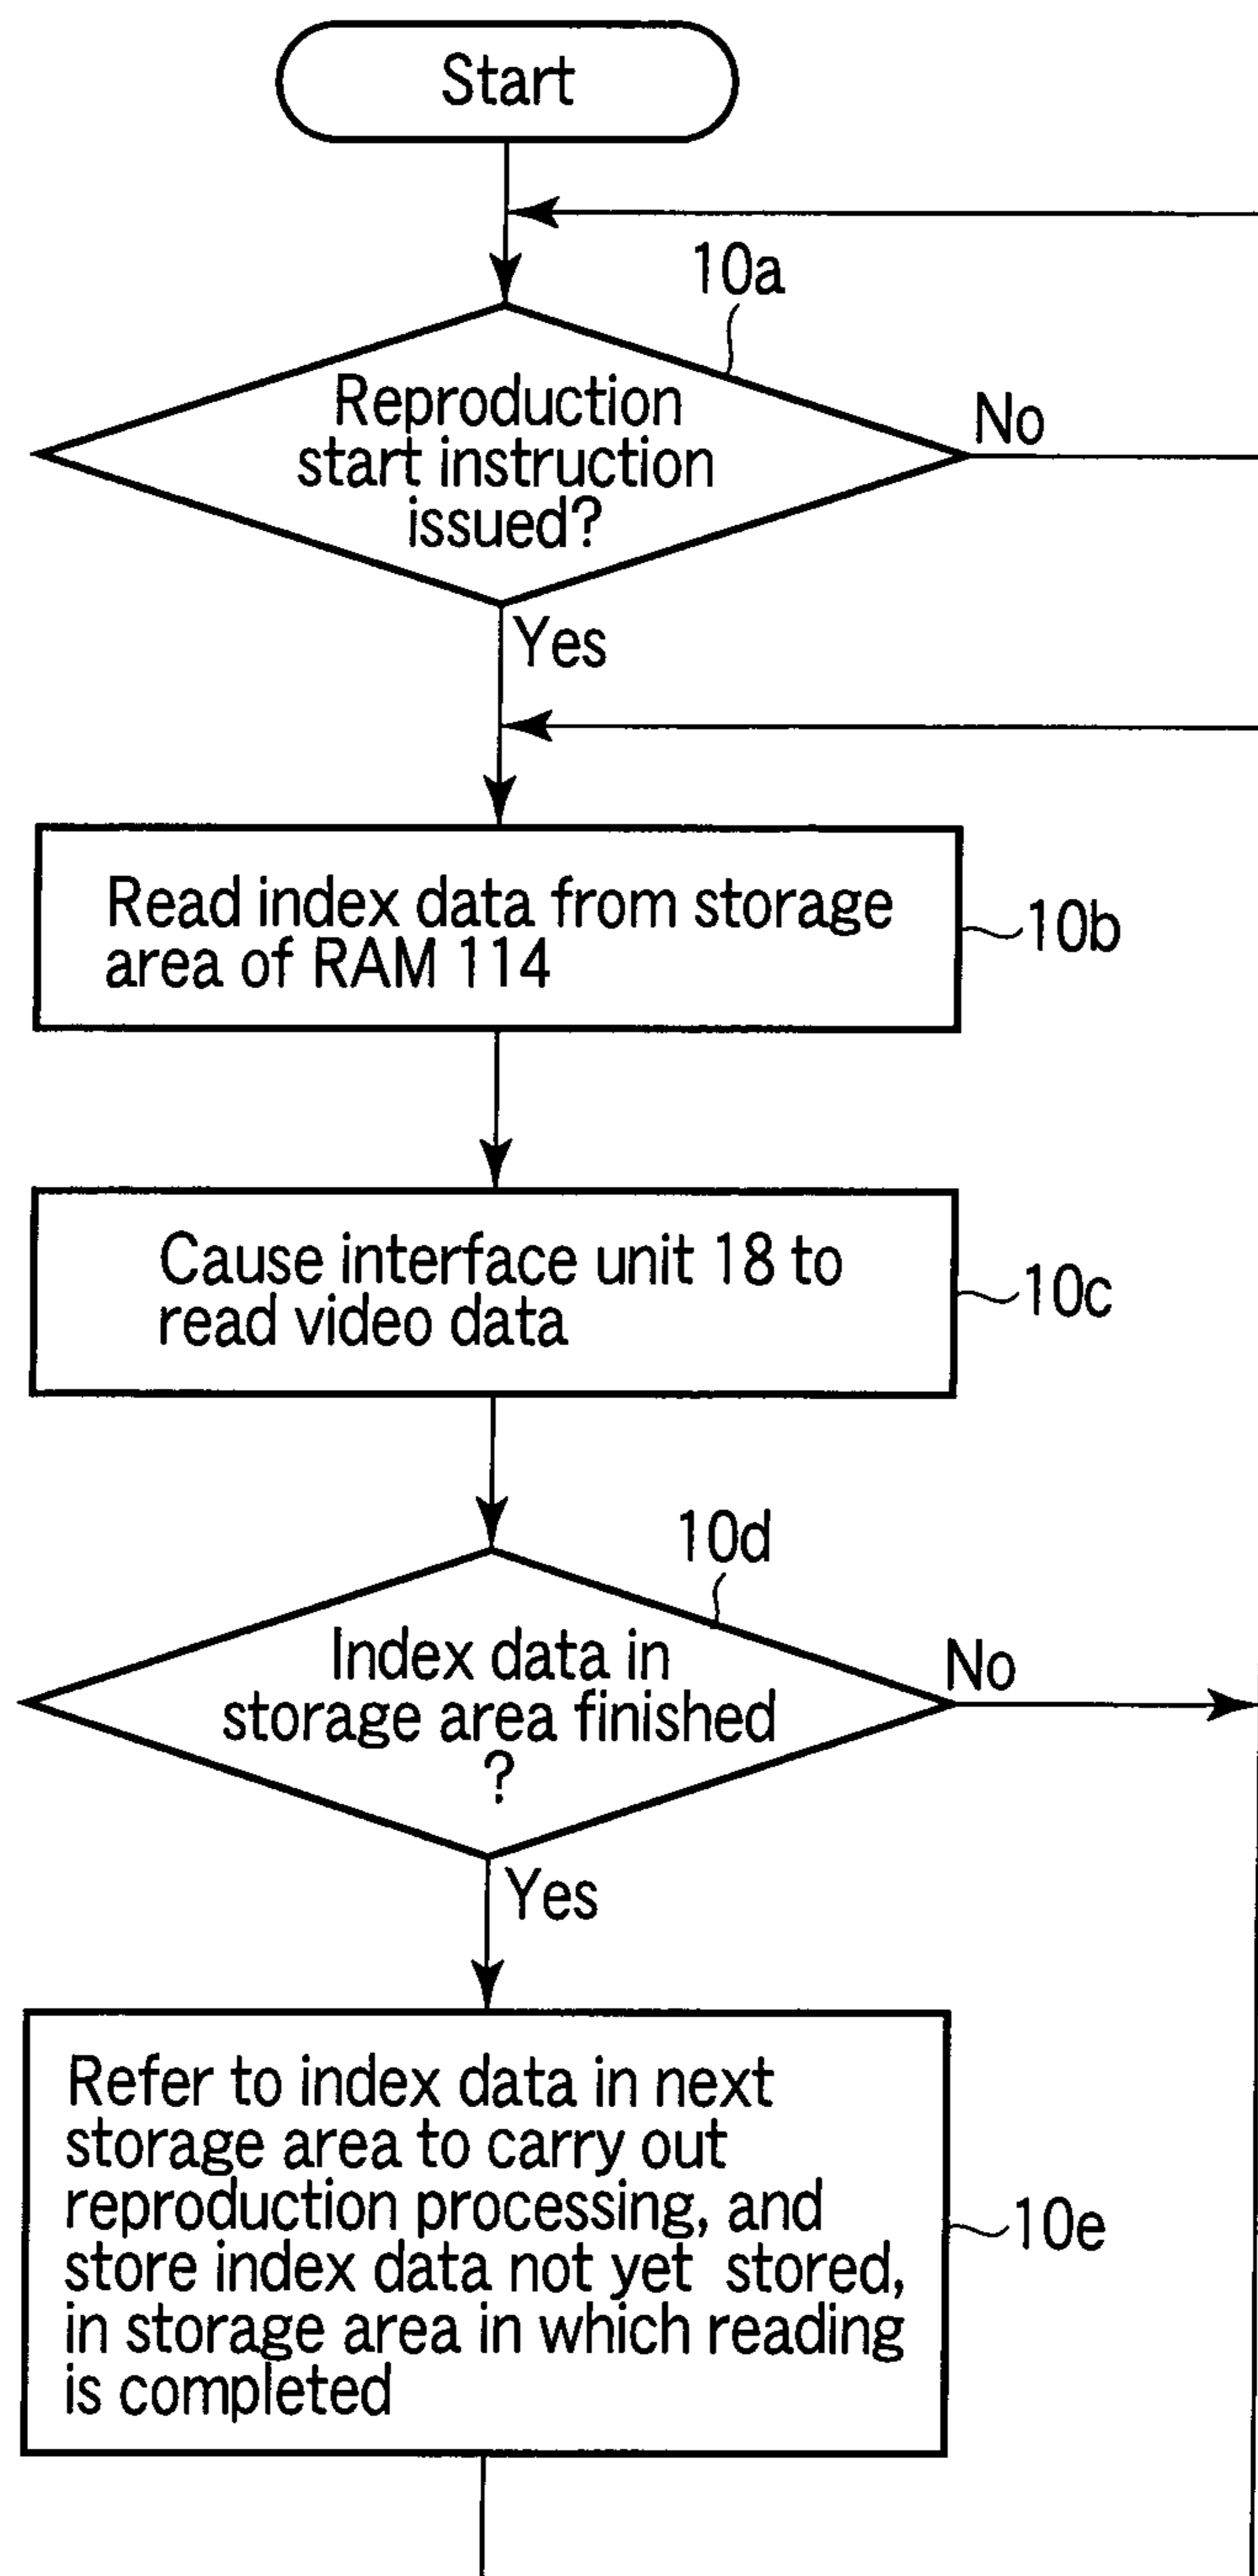 Start
10a
Reproduction
start instruction
issued?
No
Yes
Read index data from storage
area of RAM 114
10b
Cause interface unit 18 to
read video data
10c
10d
Index data in
storage area finished
?
No
Yes
Refer to index data in next
storage area to carry out
reproduction processing, and
store index data not yet stored,
in storage area in which reading
is completed
10e